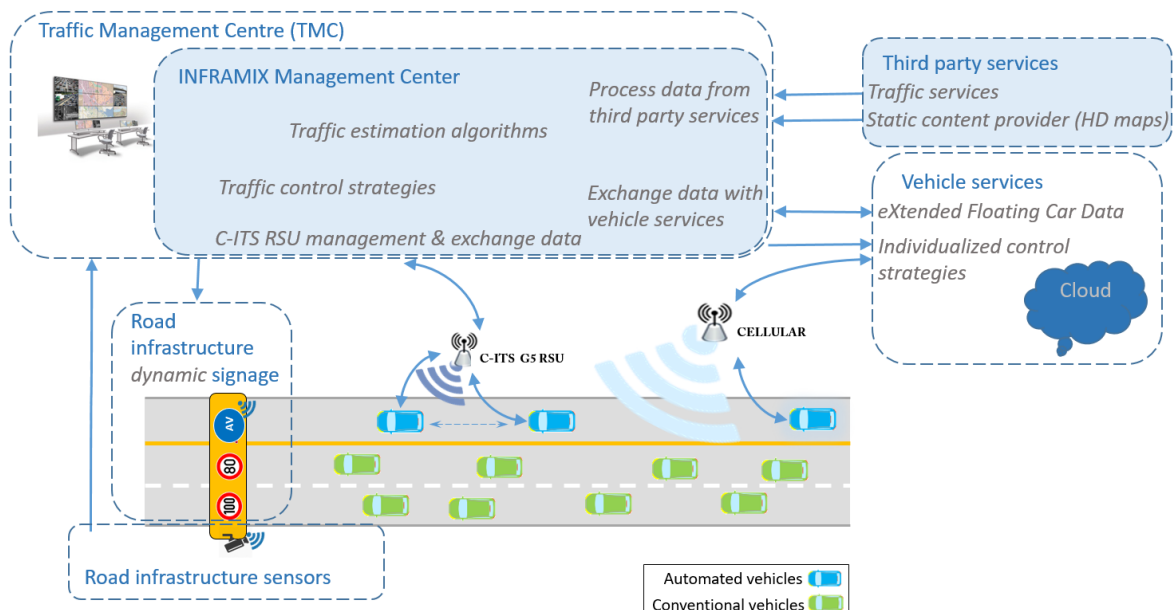 Traffic Management Centre (TMC)
INFRAMIX Management Center
Process data from
third party services
Traffic estimation algorithms
Traffic control strategies
Exchange data with
vehicle services
C-ITS RSU management & exchange data
Third party services
Traffic services
Static content provider (HD maps)
Vehicle services
eXtended Floating Car Data
Individualized control
strategies
Cloud
Road
infrastructure
dynamic signage
C-ITS G5 RSU
CELLULAR
AV
80
100
Road infrastructure sensors
Automated vehicles
Conventional vehicles